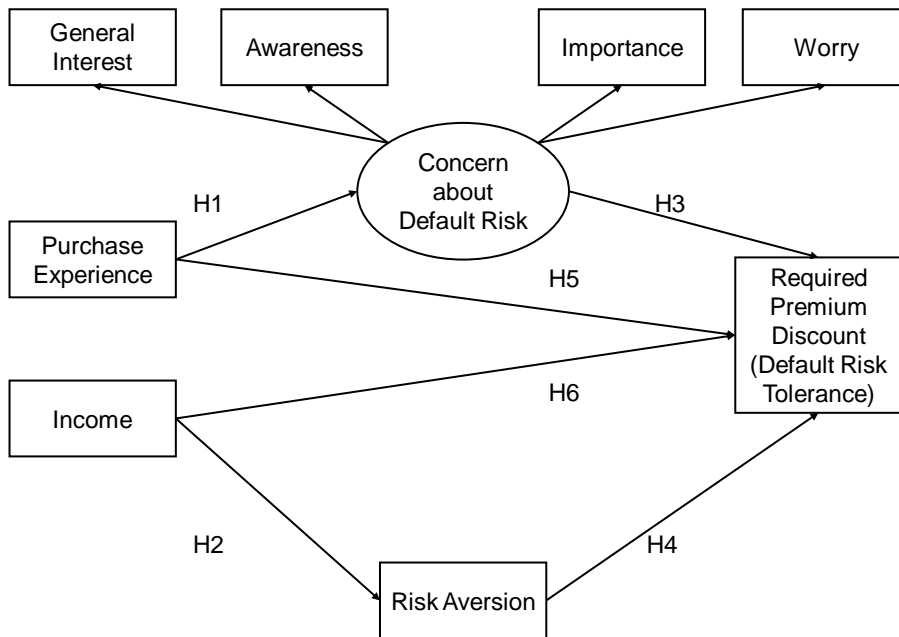 General
Interest
Awareness
Importance
Worry
Concern
about
Default Risk
H1
H3
Purchase
Experience
H5
Required
Premium
Discount
(Default Risk
Tolerance)
H6
Income
H2
H4
Risk Aversion